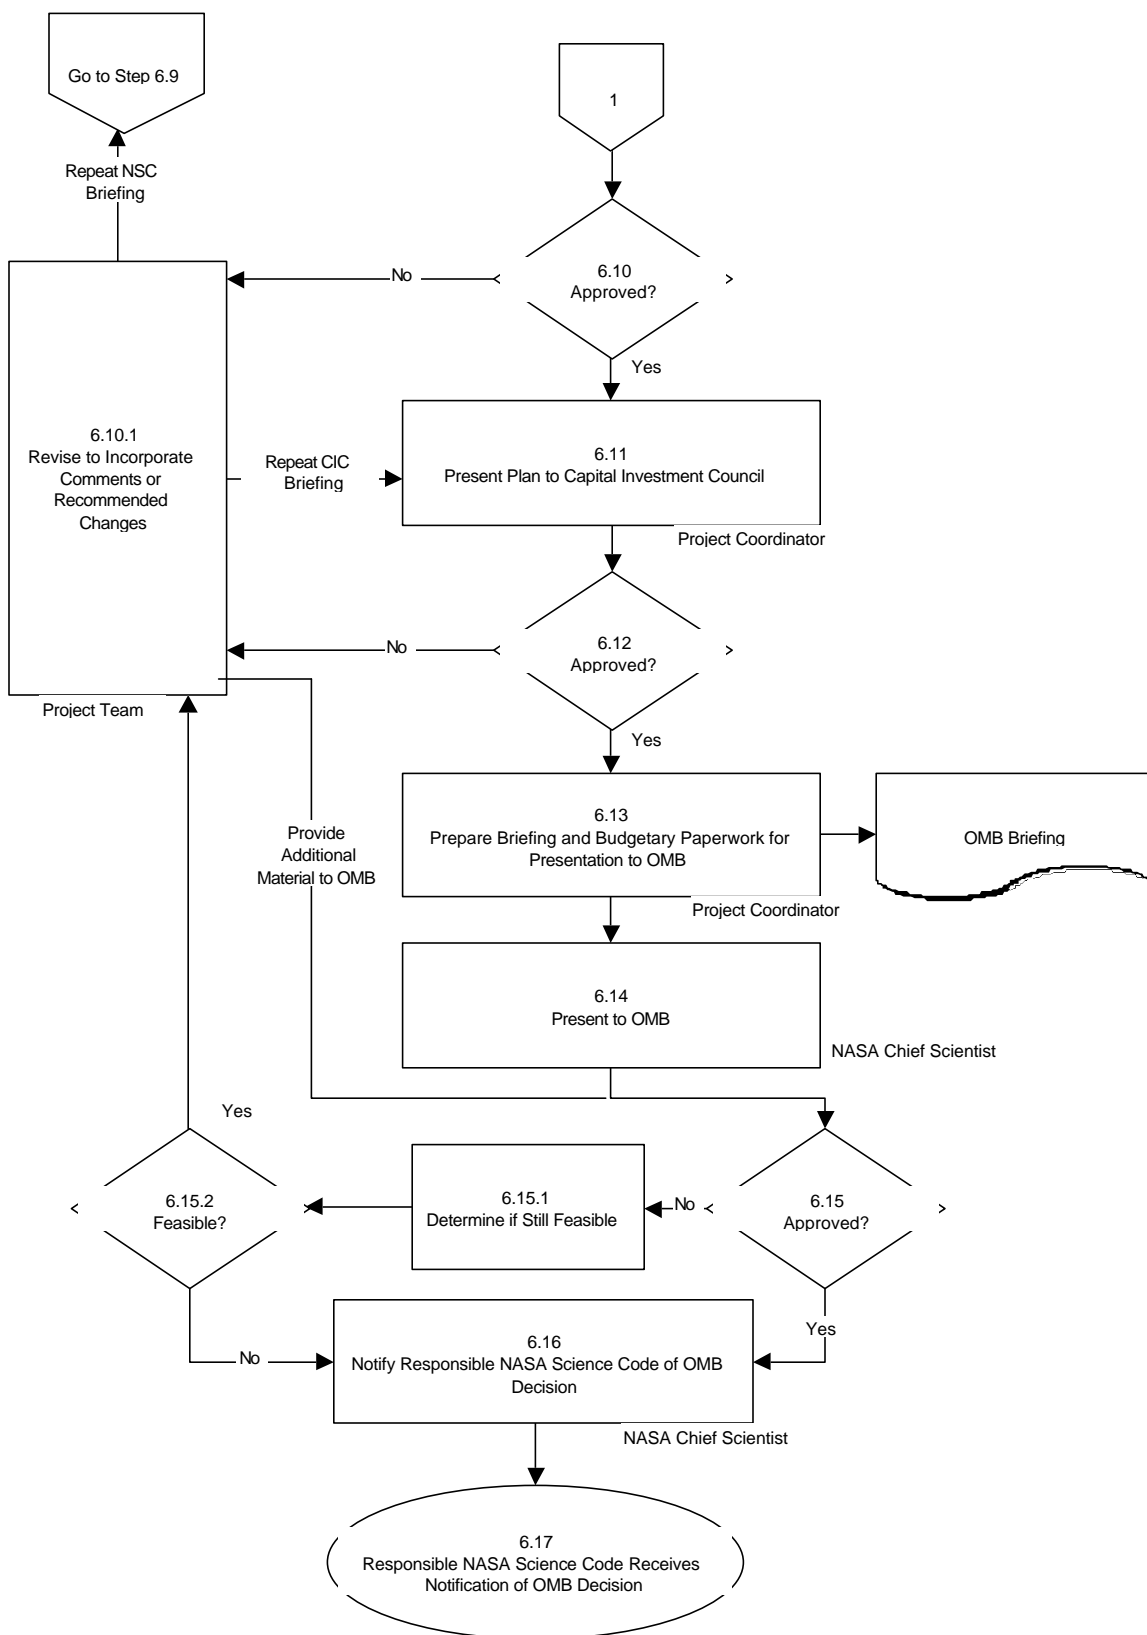 Go to Step 6.9
1
Repeat NSC
Briefing
6.10
Approved?
No
Yes
6.10.1
Revise to Incorporate
Comments or
Recommended
Changes
Repeat CIC
Briefing
6.11
Present Plan to Capital Investment Council
Project Coordinator
6.12
Approved?
No
Project Team
Yes
6.13
Prepare Briefing and Budgetary Paperwork for
Presentation to OMB
OMB Briefing
Provide
Additional
Material to OMB
Project Coordinator
6.14
Present to OMB
NASA Chief Scientist
Yes
6.15.2
Feasible?
6.15.1
Determine if Still Feasible
No
6.15
Approved?
Yes
No
6.16
Notify Responsible NASA Science Code of OMB
Decision
NASA Chief Scientist
6.17
Responsible NASA Science Code Receives
Notification of OMB Decision